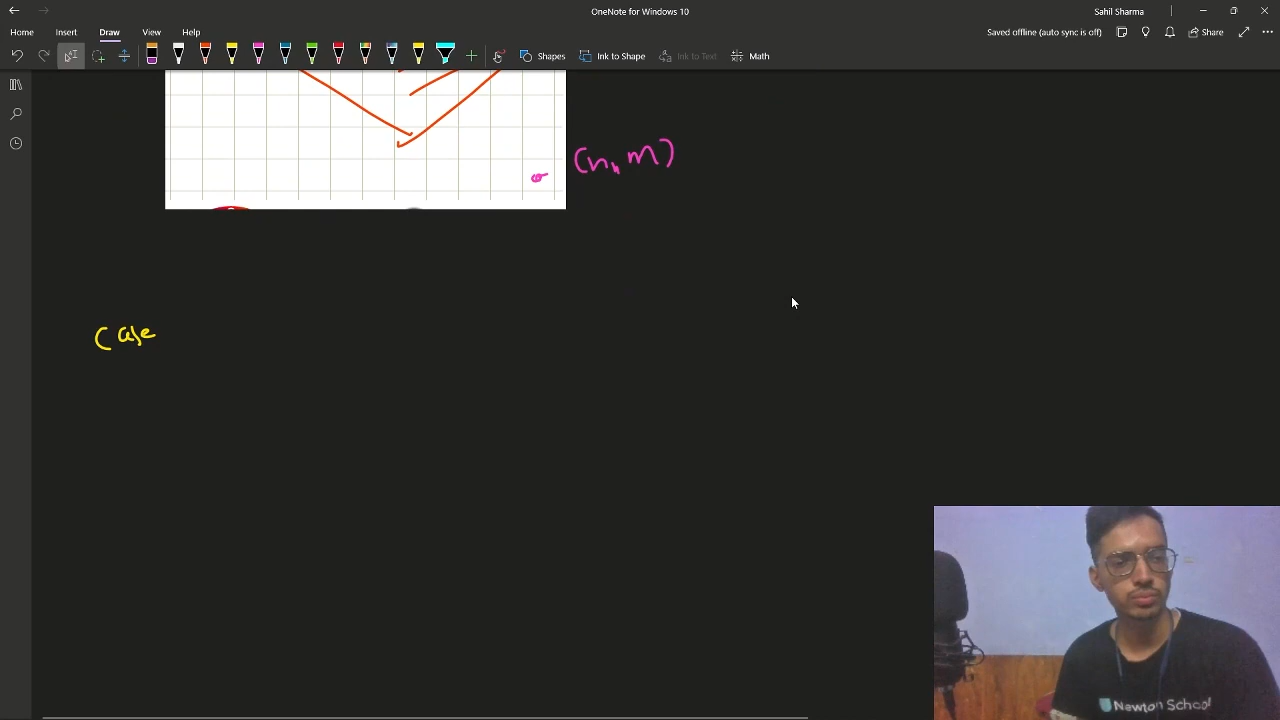 OneNote for Windows 10
Sahil Sharma
Home
Insert
Draw
View
Help
Saved offline (auto sync is off)
Share
Shapes
Ink to Shape
Ink to Text
Math
(n, m)
Case
Newton School